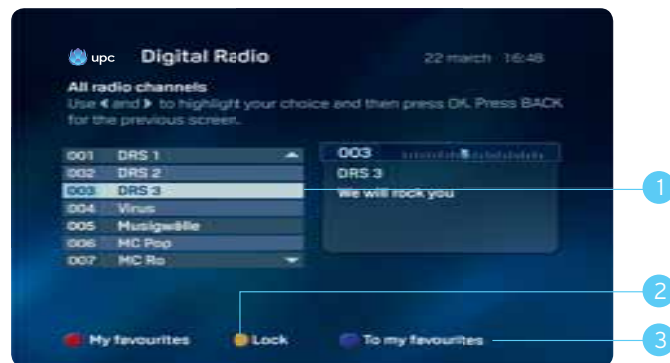 upc Digital Radio 22 march 16:48
All radio channels
Use and to highlight your choice and then press OK. Press BACK
for the previous screen.
001 DRS 1
002 DRS 2
003 DRS 3
004 Virus
005 Musigwälle
006 MC Pop
007 MC Ro
003
DRS 3
We will rock you
1
2
3
My favourites Lock To my favourites